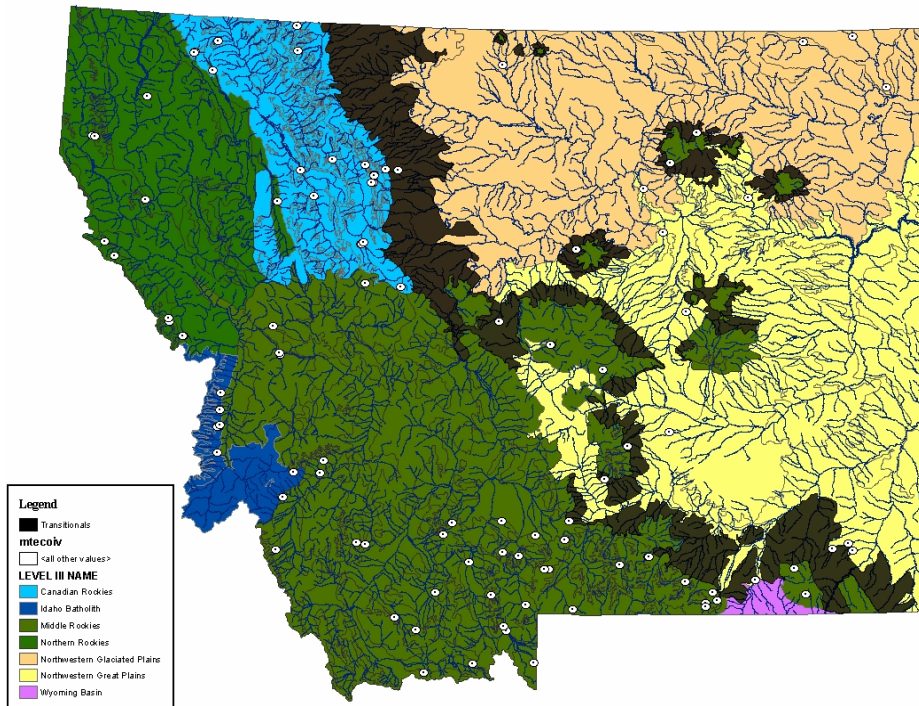 Legend
Transitionals
mtecoiv
<all other values>
LEVEL III NAME
Canadian Rockies
Idaho Batholith
Middle Rockies
Northern Rockies
Northwestern Glaciated Plains
Northwestern Great Plains
Wyoming Basin